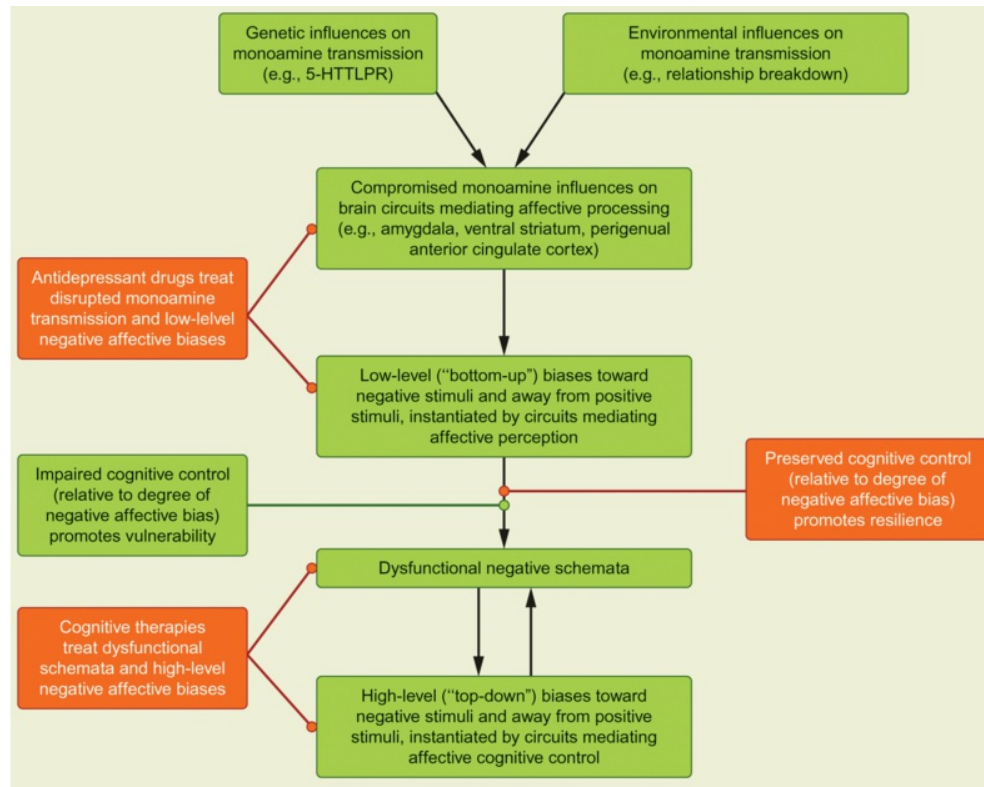 Genetic influences on
monoamine transmission
(e.g., 5-HTTLPR)
Environmental influences on
monoamine transmission
(e.g., relationship breakdown)
Compromised monoamine influences on
brain circuits mediating affective processing
(e.g., amygdala, ventral striatum, perigenual
anterior cingulate cortex)
Antidepressant drugs treat
disrupted monoamine
transmission and low-lelvel
negative affective biases
Low-level (“bottom-up”) biases toward
negative stimuli and away from positive
stimuli, instantiated by circuits mediating
affective perception
Impaired cognitive control
(relative to degree of
negative affective bias)
promotes vulnerability
Preserved cognitive control
(relative to degree of
negative affective bias)
promotes resilience
Dysfunctional negative schemata
Cognitive therapies
treat dysfunctional
schemata and high-level
negative affective biases
High-level (“top-down”) biases toward
negative stimuli and away from positive
stimuli, instantiated by circuits mediating
affective cognitive control